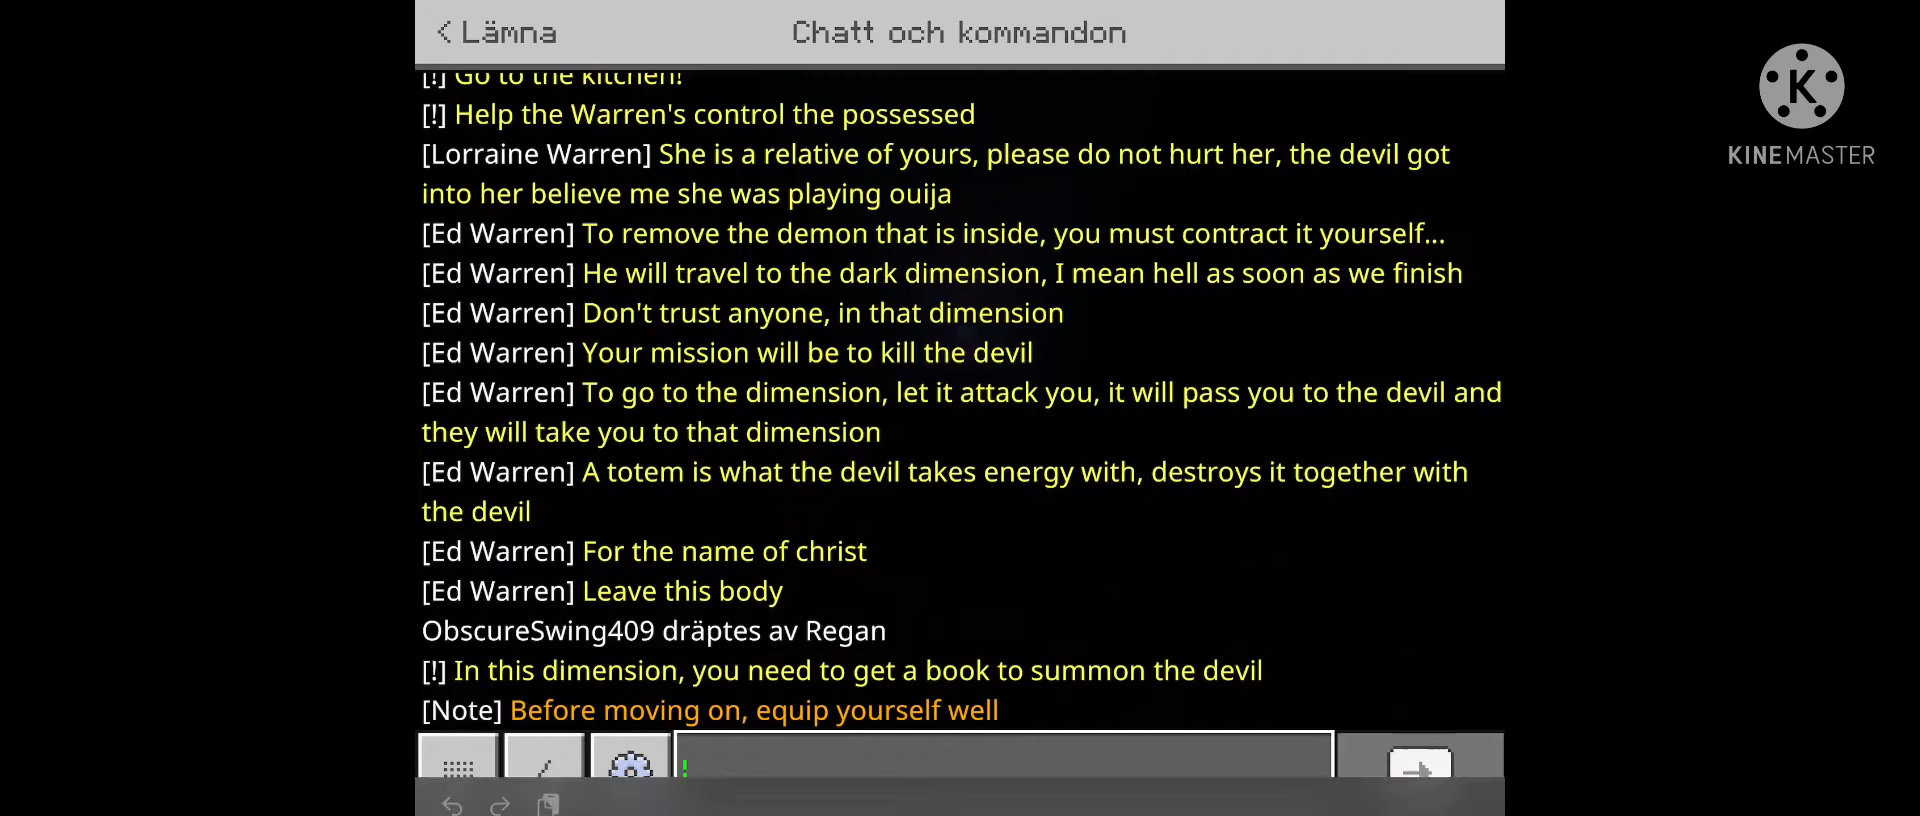 < Lämna
Chatt och kommandon
[!] Go to the kitchen!
[!] Help the Warren's control the possessed
[Lorraine Warren] She is a relative of yours, please do not hurt her, the devil got
into her believe me she was playing ouija
[Ed Warren] To remove the demon that is inside, you must contract it yourself...
[Ed Warren] He will travel to the dark dimension, I mean hell as soon as we finish
[Ed Warren] Don't trust anyone, in that dimension
[Ed Warren] Your mission will be to kill the devil
[Ed Warren] To go to the dimension, let it attack you, it will pass you to the devil and
they will take you to that dimension
[Ed Warren] A totem is what the devil takes energy with, destroys it together with
the devil
[Ed Warren] For the name of christ
[Ed Warren] Leave this body
ObscureSwing409 dräptes av Regan
[!] In this dimension, you need to get a book to summon the devil
[Note] Before moving on, equip yourself well
/
!
K
KINEMASTER